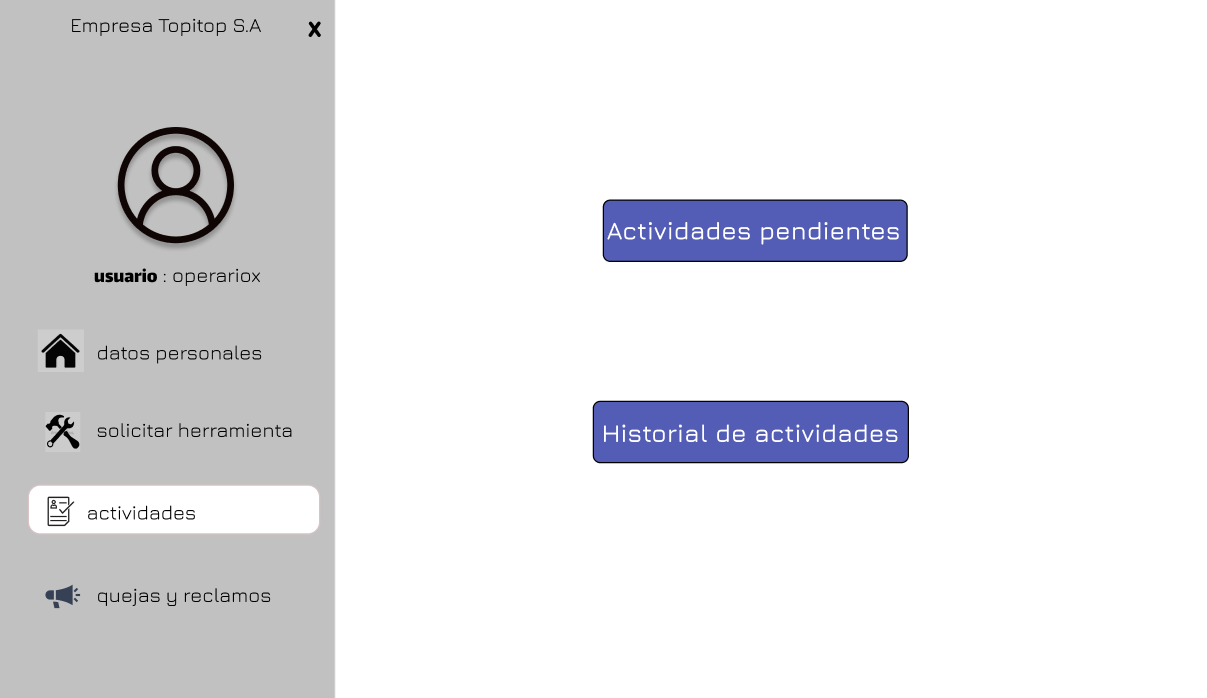 Empresa Topitop S.A
x
usuario : operariox
datos personales
solicitar herramienta
actividades
quejas y reclamos
Actividades pendientes
Historial de actividades